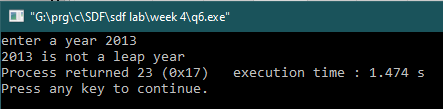 "G:\prg\c\SDF\sdf lab\week 4\q6.exe"
enter a year 2013
2013 is not a leap year
Process returned 23 (0x17)   execution time : 1.474 s
Press any key to continue.